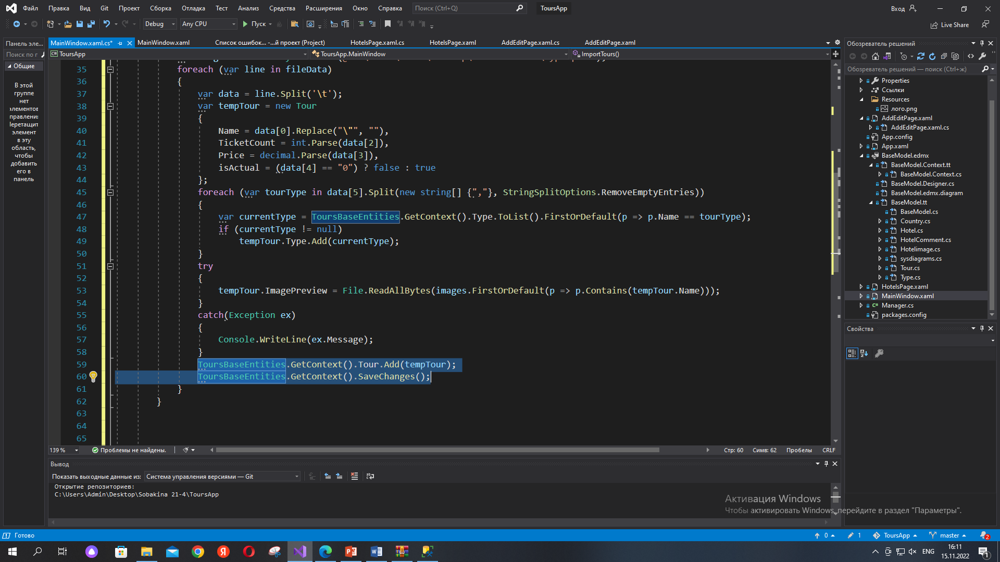 Файл Правка Вид Git Проект Сборка Отладка Тест Анализ Средства Расширения Окно Справка Поиск (Ctrl+Q) ToursApp Вход
Debug Any CPU Пуск Live Share
Панель эле...
Поиск по г
Общие
В этой
группе
нет
элементов
правлени
элемент
в эту
область,
чтобы
добавить
его в
панель
MainWindow.xaml.cs* MainWindow.xaml Список ошибок... -...й проект (Project) HotelsPage.xaml.cs HotelsPage.xaml AddEditPage.xaml.cs AddEditPage.xaml
ToursApp ToursApp.MainWindow ImportTours()
35 foreach (var line in fileData)
36 {
37 var data = line.Split('\t');
38 var tempTour = new Tour
39 {
40 Name = data[0].Replace("\"", ""),
41 TicketCount = int.Parse(data[2]),
42 Price = decimal.Parse(data[3]),
43 isActual = (data[4] == "0") ? false : true
44 };
45 foreach (var tourType in data[5].Split(new string[] {","}, StringSplitOptions.RemoveEmptyEntries))
46 {
47 var currentType = ToursBaseEntities.GetContext().Type.ToList().FirstOrDefault(p => p.Name == tourType);
48 if (currentType != null)
49 tempTour.Type.Add(currentType);
50 }
51 try
52 {
53 tempTour.ImagePreview = File.ReadAllBytes(images.FirstOrDefault(p => p.Contains(tempTour.Name)));
54 }
55 catch(Exception ex)
56 {
57 Console.WriteLine(ex.Message);
58 }
59 ToursBaseEntities.GetContext().Tour.Add(tempTour);
60 ToursBaseEntities.GetContext().SaveChanges();
61 }
62 }
63
64
65
139 % Проблемы не найдены. Стр: 60 Симв: 62 Пробелы CRLF
Вывод
Показать выходные данные из: Система управления версиями — Git
Открытие репозиториев:
C:\Users\Admin\Desktop\Sobakina 21-4\ToursApp
Обозреватель решений
Обозреватель решений — поиск (Ctrl+ж)
Properties
Ссылки
Resources
лого.png
AddEditPage.xaml
AddEditPage.xaml.cs
App.config
App.xaml
BaseModel.edmx
BaseModel.Context.tt
BaseModel.Context.cs
BaseModel.Designer.cs
BaseModel.edmx.diagram
BaseModel.tt
BaseModel.cs
Country.cs
Hotel.cs
HotelComment.cs
HotelImage.cs
sysdiagrams.cs
Tour.cs
Type.cs
HotelsPage.xaml
MainWindow.xaml
Manager.cs
packages.config
Свойства
Активация Windows
Чтобы активировать Windows, перейдите в раздел "Параметры".
Готово 0 1 ToursApp master 2
ENG 16:11
15.11.2022 1